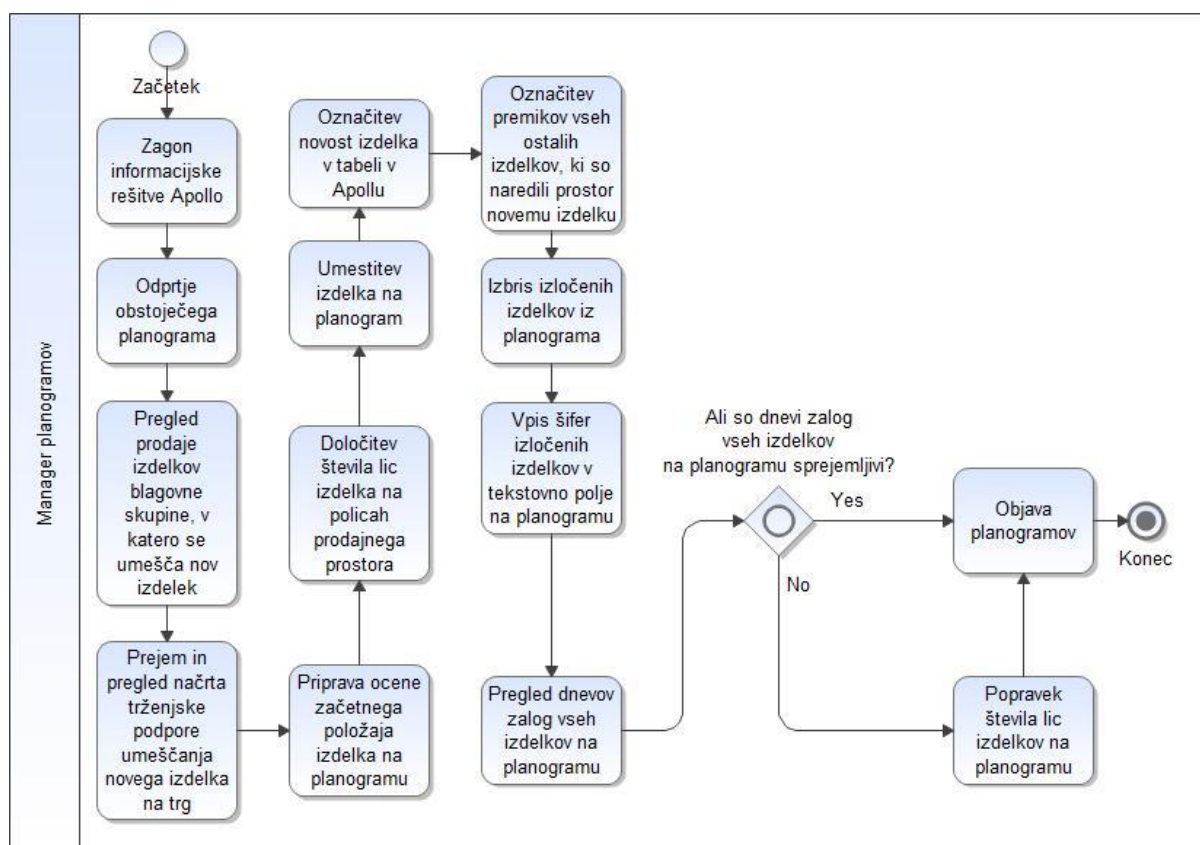 Manager planogramov
Začetek
Zagon
informacijske
rešitve Apollo
Odprtje
obstoječega
planograma
Pregled
prodaje
izdelkov
blagovne
skupine, v
katero se
umešča nov
izdelek
Prejem in
pregled načrta
trženjske
podpore
umeščanja
novega izdelka
na trg
Priprava ocene
začetnega
položaja
izdelka na
planogramu
Določitev
števila lic
izdelka na
policah
prodajnega
prostora
Umestitev
izdelka na
planogram
Označitev
novost izdelka
v tabeli v
Apollu
Označitev
premikov vseh
ostalih
izdelkov, ki so
naredili prostor
novemu izdelku
Izbris izločenih
izdelkov iz
planograma
Vpis šifer
izločenih
izdelkov v
tekstovno polje
na planogramu
Pregled dnevov
zalog vseh
izdelkov na
planogramu
Ali so dnevi zalog
vseh izdelkov
na planogramu sprejemljivi?
Yes
No
Popravek
števila lic
izdelkov na
planogramu
Objava
planogramov
Konec